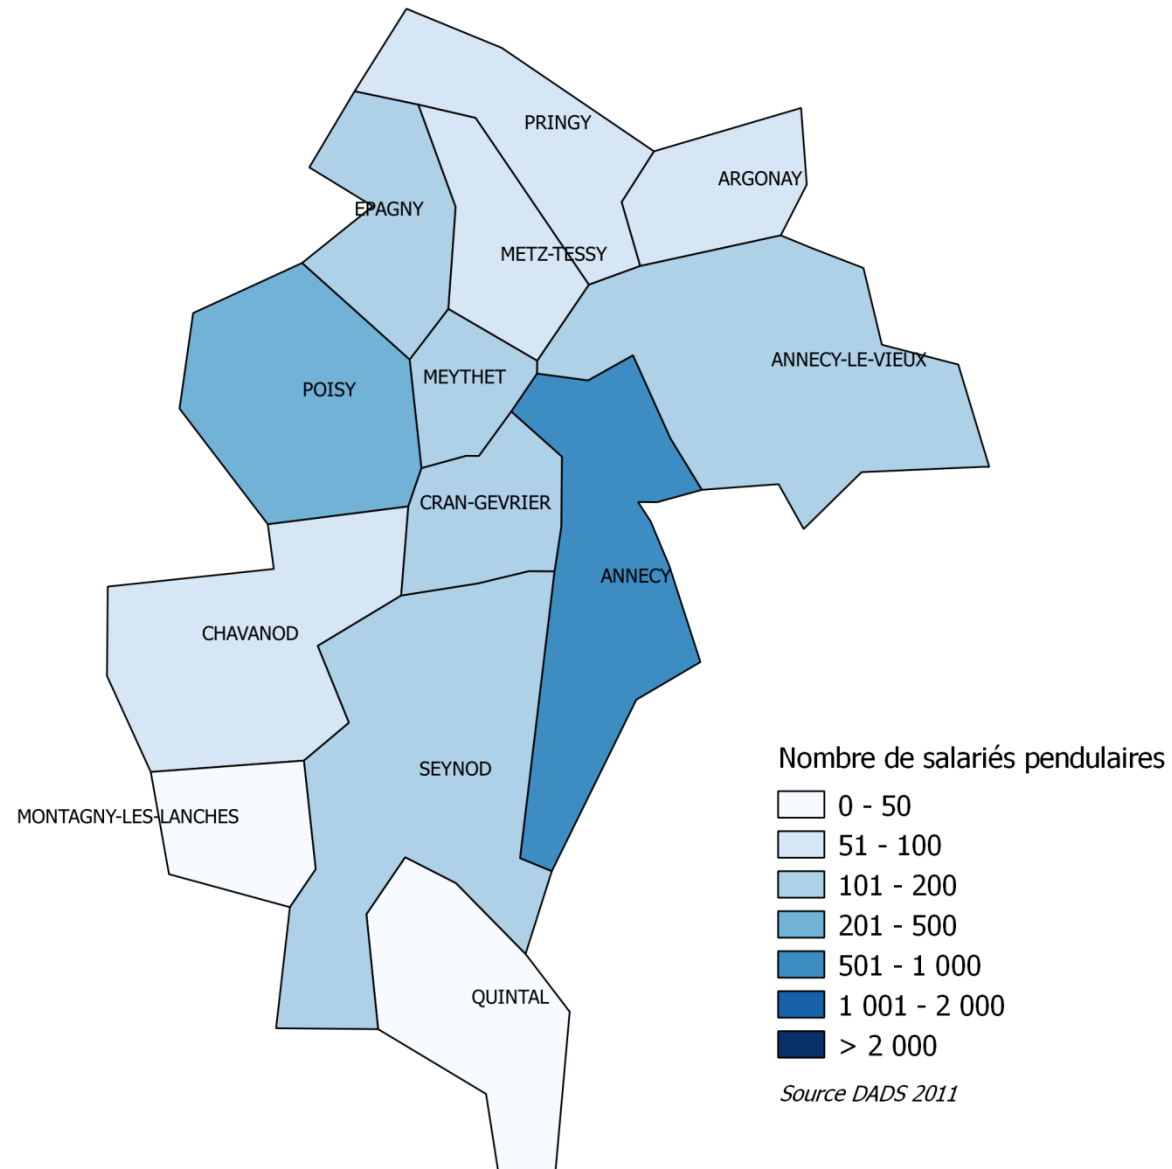 PRINGY
ARGONAY
EPAGNY
METZ-TESSY
ANNECY-LE-VIEUX
MEYTHET
POISY
CRAN-GEVRIER
ANNECY
CHAVANOD
SEYNOD
MONTAGNY-LES-LANCHES
QUINTAL
Nombre de salariés pendulaires
0 - 50
51 - 100
101 - 200
201 - 500
501 - 1 000
1 001 - 2 000
> 2 000
Source DADS 2011